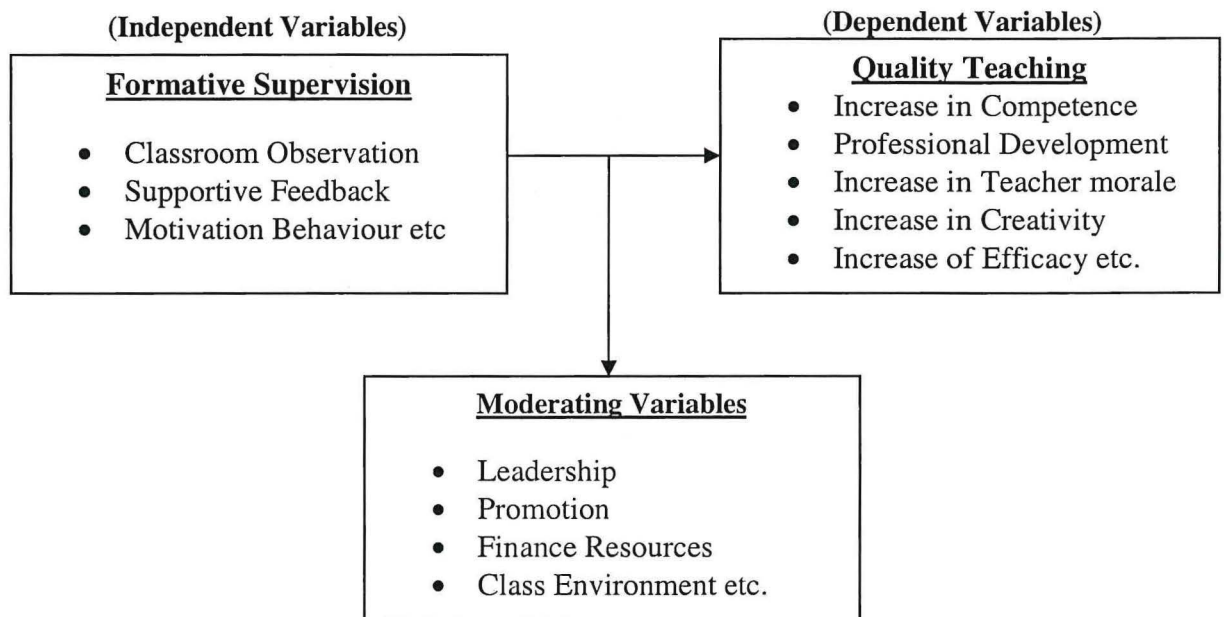 (Independent Variables)
Formative Supervision
• Classroom Observation
• Supportive Feedback
• Motivation Behaviour etc
(Dependent Variables)
Quality Teaching
• Increase in Competence
• Professional Development
• Increase in Teacher morale
• Increase in Creativity
• Increase of Efficacy etc.
Moderating Variables
• Leadership
• Promotion
• Finance Resources
• Class Environment etc.